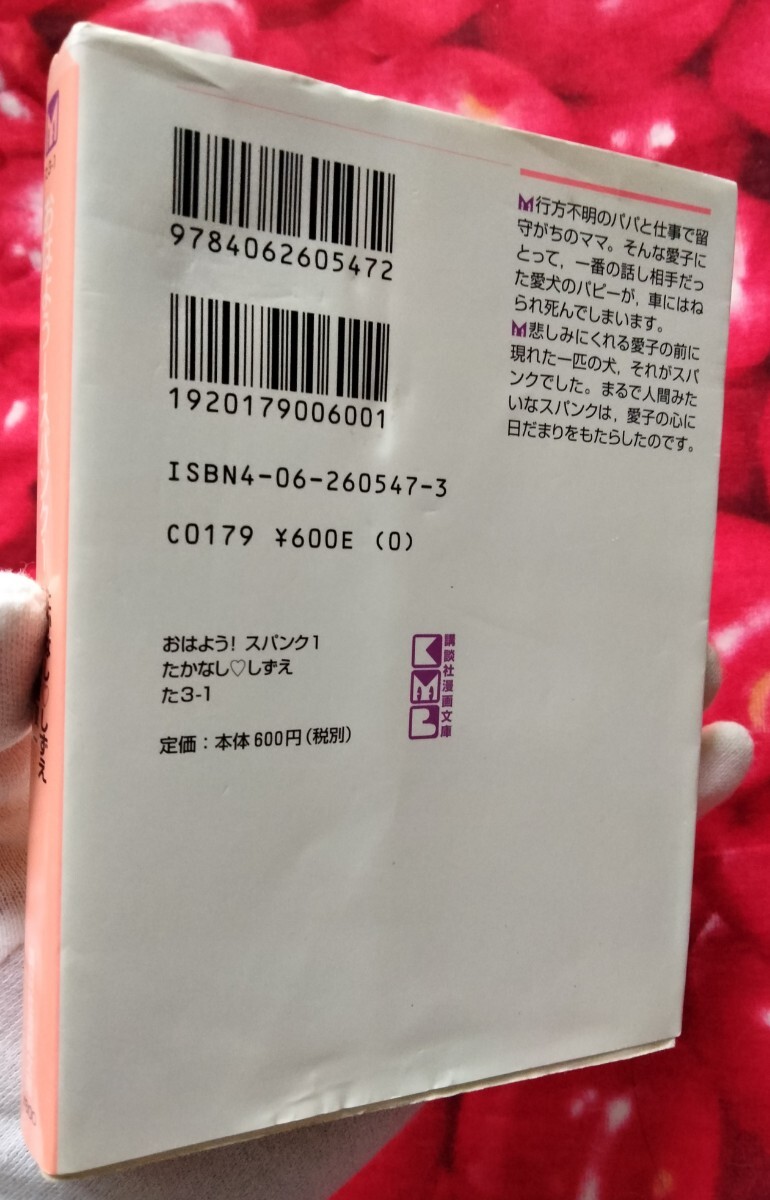 9784062605472
1920179006001
ISBN4-06-260547-3
C0179 ¥600E (0)
おはよう! スパンク1
たかなし♡しずえ
た3-1
定価:本体600円(税別)
講談社漫画文庫
KMB
M行方不明のパパと仕事で留
守がちのママ。そんな愛子に
とって,一番の話し相手だっ
た愛犬のパピーが,車にはね
られ死んでしまいます。
M悲しみにくれる愛子の前に
現れた一匹の犬,それがスパ
ンクでした。まるで人間みた
いなスパンクは,愛子の心に
日だまりをもたらしたのです。